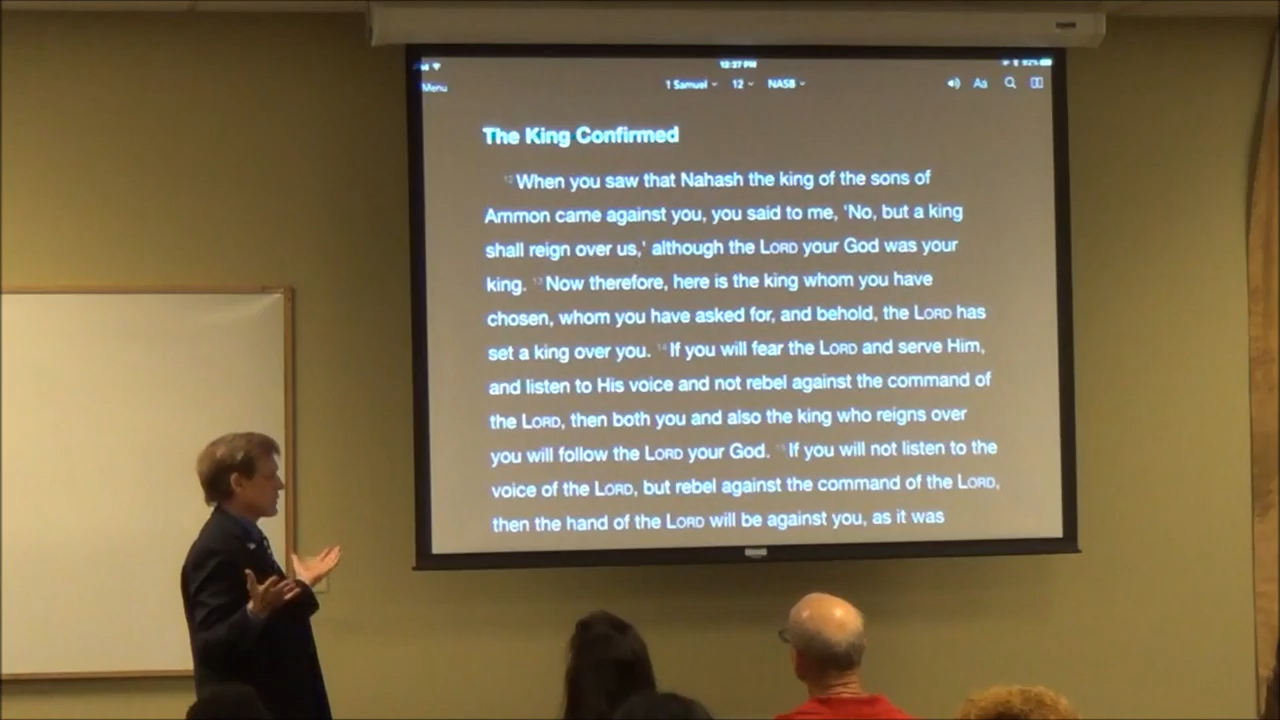 12:27 PM
92%
Menu
1 Samuel
12
NASB
Aa
The King Confirmed
12 When you saw that Nahash the king of the sons of
Ammon came against you, you said to me, 'No, but a king
shall reign over us,' although the LORD your God was your
king. 13 Now therefore, here is the king whom you have
chosen, whom you have asked for, and behold, the LORD has
set a king over you. 14 If you will fear the LORD and serve Him,
and listen to His voice and not rebel against the command of
the LORD, then both you and also the king who reigns over
you will follow the LORD your God. 15 If you will not listen to the
voice of the LORD, but rebel against the command of the LORD,
then the hand of the LORD will be against you, as it was